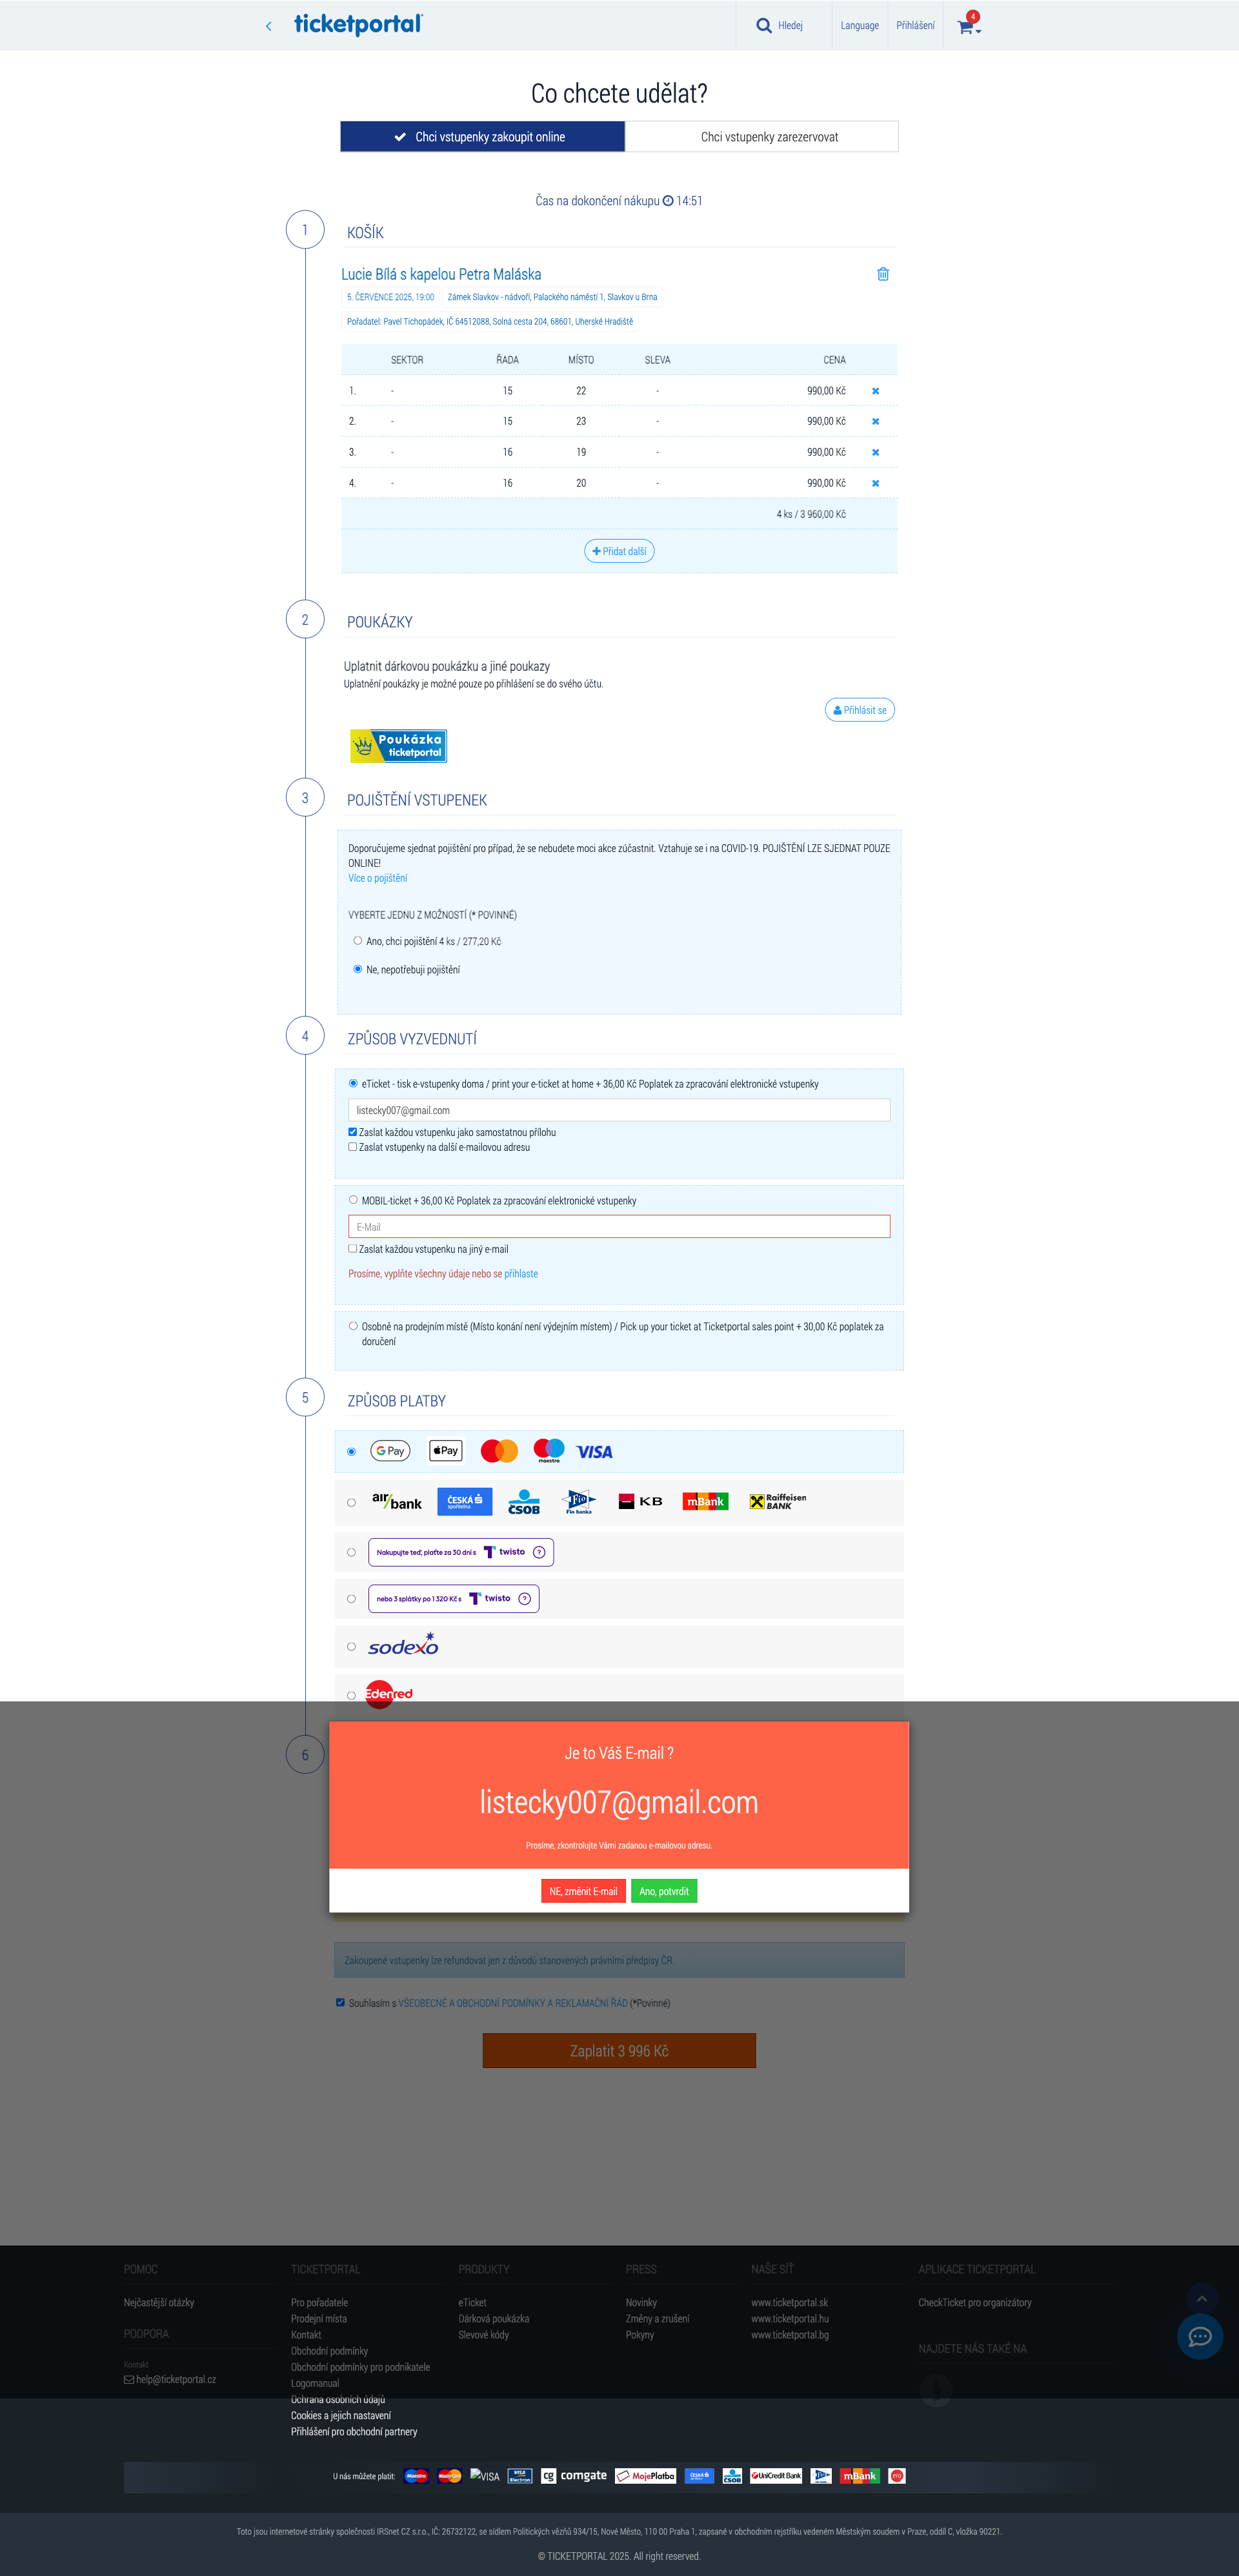 ticketportal
Hledej
Language
Přihlášení
4
Co chcete udělat?
Chci vstupenky zakoupit online
Chci vstupenky zarezervovat
Čas na dokončení nákupu 14:51
1
KOŠÍK
Lucie Bílá s kapelou Petra Maláska
5. ČERVENCE 2025, 19:00 Zámek Slavkov - nádvoří, Palackého náměstí 1, Slavkov u Brna
Pořadatel: Pavel Tichopádek, IČ 64512088, Solná cesta 204, 68601, Uherské Hradiště
SEKTOR ŘADA MÍSTO SLEVA CENA
1. - 15 22 - 990,00 Kč
2. - 15 23 - 990,00 Kč
3. - 16 19 - 990,00 Kč
4. - 16 20 - 990,00 Kč
4 ks / 3 960,00 Kč
Přidat další
2
POUKÁZKY
Uplatnit dárkovou poukázku a jiné poukazy
Uplatnění poukázky je možné pouze po přihlášení se do svého účtu.
Přihlásit se
Poukázka
ticketportal
3
POJIŠTĚNÍ VSTUPENEK
Doporučujeme sjednat pojištění pro případ, že se nebudete moci akce zúčastnit. Vztahuje se i na COVID-19. POJIŠTĚNÍ LZE SJEDNAT POUZE
ONLINE!
Více o pojištění
VYBERTE JEDNU Z MOŽNOSTÍ (* POVINNÉ)
Ano, chci pojištění 4 ks / 277,20 Kč
Ne, nepotřebuji pojištění
4
ZPŮSOB VYZVEDNUTÍ
eTicket - tisk e-vstupenky doma / print your e-ticket at home + 36,00 Kč Poplatek za zpracování elektronické vstupenky
listecky007@gmail.com
Zaslat každou vstupenku jako samostatnou přílohu
Zaslat vstupenky na další e-mailovou adresu
MOBIL-ticket + 36,00 Kč Poplatek za zpracování elektronické vstupenky
E-Mail
Zaslat každou vstupenku na jiný e-mail
Prosíme, vyplňte všechny údaje nebo se přihlaste
Osobně na prodejním místě (Místo konání není výdejním místem) / Pick up your ticket at Ticketportal sales point + 30,00 Kč poplatek za
doručení
5
ZPŮSOB PLATBY
G Pay Pay maestro VISA
air bank ČESKÁ spořitelna ČSOB Fio banka KB mBank Raiffeisen BANK
Nakupujte teď, plaťte za 30 dní s twisto ?
nebo 3 splátky po 1 320 Kč s twisto ?
sodexo
Edenred
6
Je to Váš E-mail ?
listecky007@gmail.com
Prosíme, zkontrolujte Vámi zadanou e-mailovou adresu.
NE, změnit E-mail
Ano, potvrdit
Zakoupené vstupenky lze refundovat jen z důvodů stanovených právními předpisy ČR.
Souhlasím s VŠEOBECNÉ A OBCHODNÍ PODMÍNKY A REKLAMAČNÍ ŘÁD (*Povinné)
Zaplatit 3 996 Kč
POMOC
Nejčastější otázky
PODPORA
Kontakt
help@ticketportal.cz
TICKETPORTAL
Pro pořadatele
Prodejní místa
Kontakt
Obchodní podmínky
Obchodní podmínky pro podnikatele
Logomanual
Ochrana osobních údajů
Cookies a jejich nastavení
Přihlášení pro obchodní partnery
PRODUKTY
eTicket
Dárková poukázka
Slevové kódy
PRESS
Novinky
Změny a zrušení
Pokyny
NAŠE SÍŤ
www.ticketportal.sk
www.ticketportal.hu
www.ticketportal.bg
APLIKACE TICKETPORTAL
CheckTicket pro organizátory
NAJDETE NÁS TAKÉ NA
U nás můžete platit: Maestro MasterCard VISA VISA Electron cg comgate MojePlatba ČESKÁ ČSOB UniCredit Bank Fio mBank
Toto jsou internetové stránky společnosti IRSnet CZ s.r.o., IČ: 26732122, se sídlem Politických vězňů 934/15, Nové Město, 110 00 Praha 1, zapsané v obchodním rejstříku vedeném Městským soudem v Praze, oddíl C, vložka 90221.
© TICKETPORTAL 2025. All right reserved.